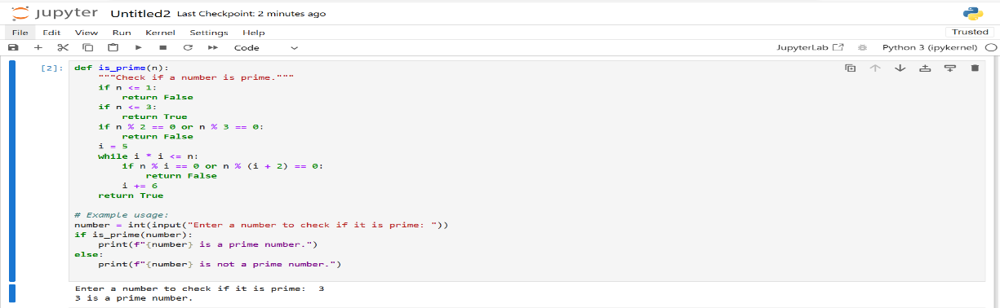 jupyter Untitled2 Last Checkpoint: 2 minutes ago
File Edit View Run Kernel Settings Help Trusted
Code JupyterLab Python 3 (ipykernel)
[2]: def is_prime(n):
    """Check if a number is prime."""
    if n <= 1:
        return False
    if n <= 3:
        return True
    if n % 2 == 0 or n % 3 == 0:
        return False
    i = 5
    while i * i <= n:
        if n % i == 0 or n % (i + 2) == 0:
            return False
        i += 6
    return True
# Example usage:
number = int(input("Enter a number to check if it is prime: "))
if is_prime(number):
    print(f"{number} is a prime number.")
else:
    print(f"{number} is not a prime number.")
Enter a number to check if it is prime:  3
3 is a prime number.